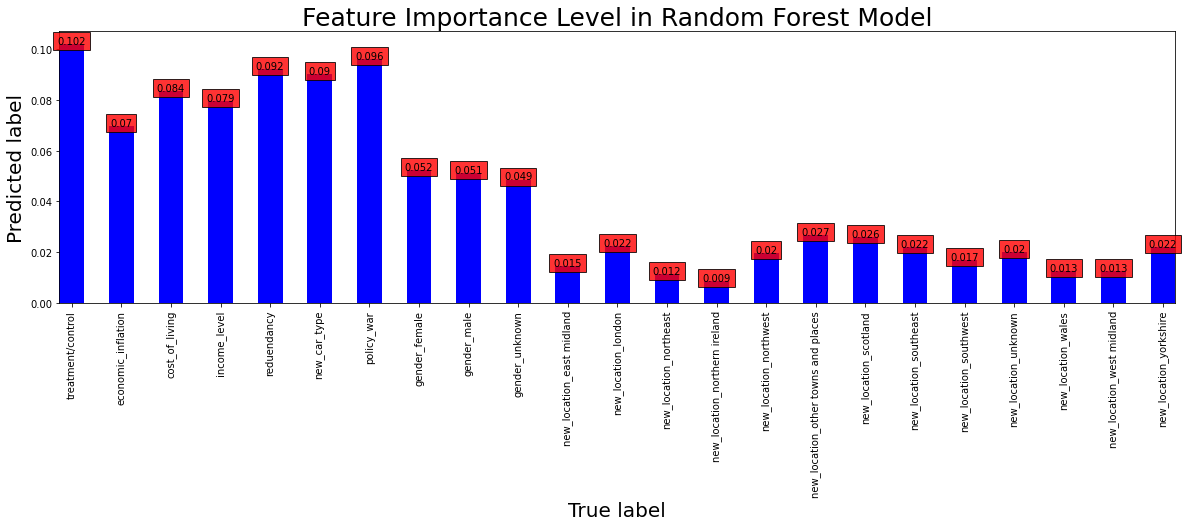 Feature Importance Level in Random Forest Model
Predicted label
0.10
0.08
0.06
0.04
0.02
0.00
0.102
0.07
0.084
0.079
0.092
0.09
0.096
0.052
0.051
0.049
0.015
0.022
0.012
0.009
0.02
0.027
0.026
0.022
0.017
0.02
0.013
0.013
0.022
treatment/control
economic_inflation
cost_of_living
income_level
reduendancy
new_car_type
policy_war
gender_female
gender_male
gender_unknown
new_location_east midland
new_location_london
new_location_northeast
new_location_northern ireland
new_location_northwest
new_location_other towns and places
new_location_scotland
new_location_southeast
new_location_southwest
new_location_unknown
new_location_wales
new_location_west midland
new_location_yorkshire
True label